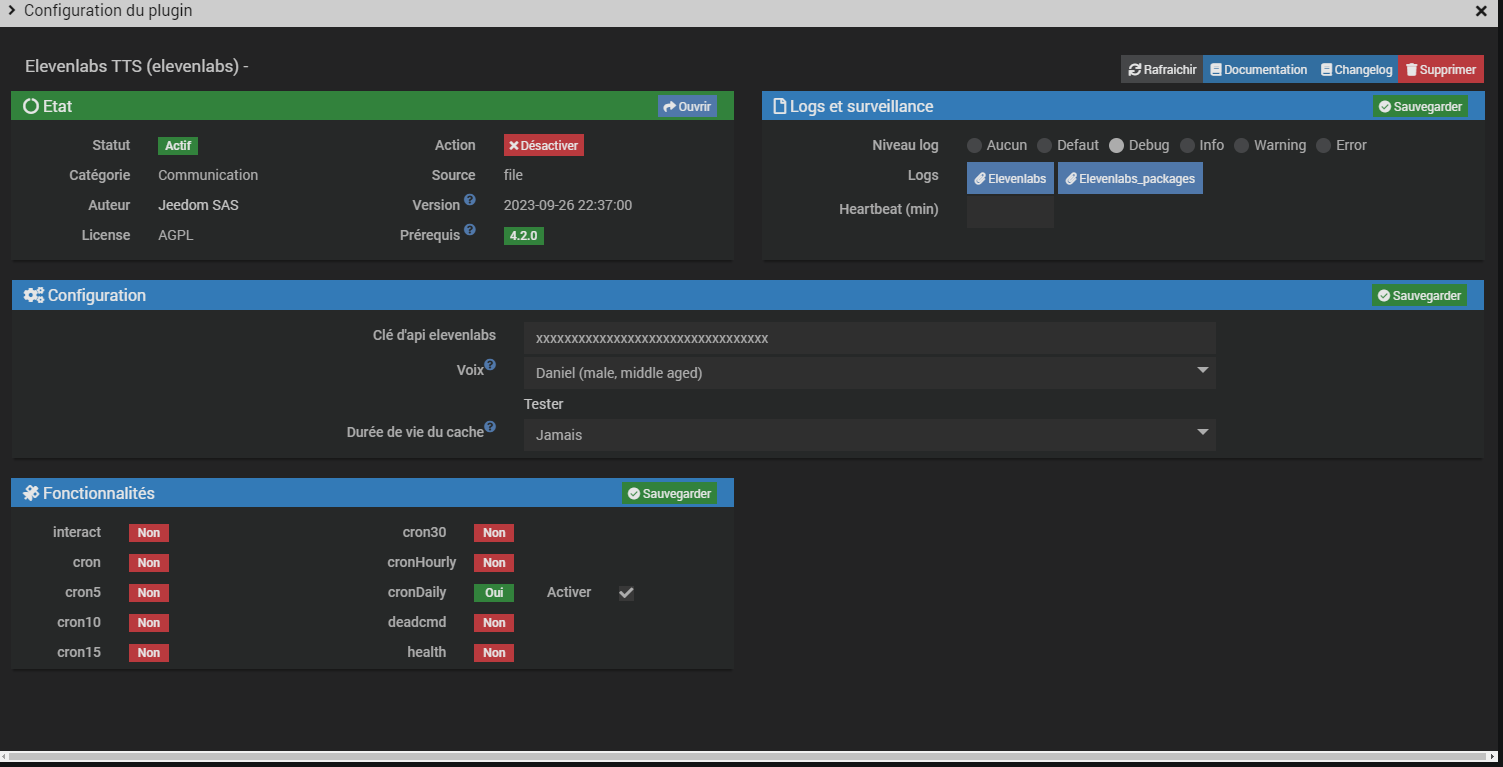 Configuration du plugin
Elevenlabs TTS (elevenlabs) -
Rafraichir Documentation Changelog Supprimer
Etat Ouvrir
Statut Actif Action Désactiver
Catégorie Communication Source file
Auteur Jeedom SAS Version 2023-09-26 22:37:00
License AGPL Prérequis 4.2.0
Logs et surveillance Sauvegarder
Niveau log Aucun Defaut Debug Info Warning Error
Logs Elevenlabs Elevenlabs_packages
Heartbeat (min)
Configuration Sauvegarder
Clé d'api elevenlabs xxxxxxxxxxxxxxxxxxxxxxxxxxxxxxxxx
Voix Daniel (male, middle aged)
Tester
Durée de vie du cache Jamais
Fonctionnalités Sauvegarder
interact Non cron30 Non
cron Non cronHourly Non
cron5 Non cronDaily Oui Activer
cron10 Non deadcmd Non
cron15 Non health Non